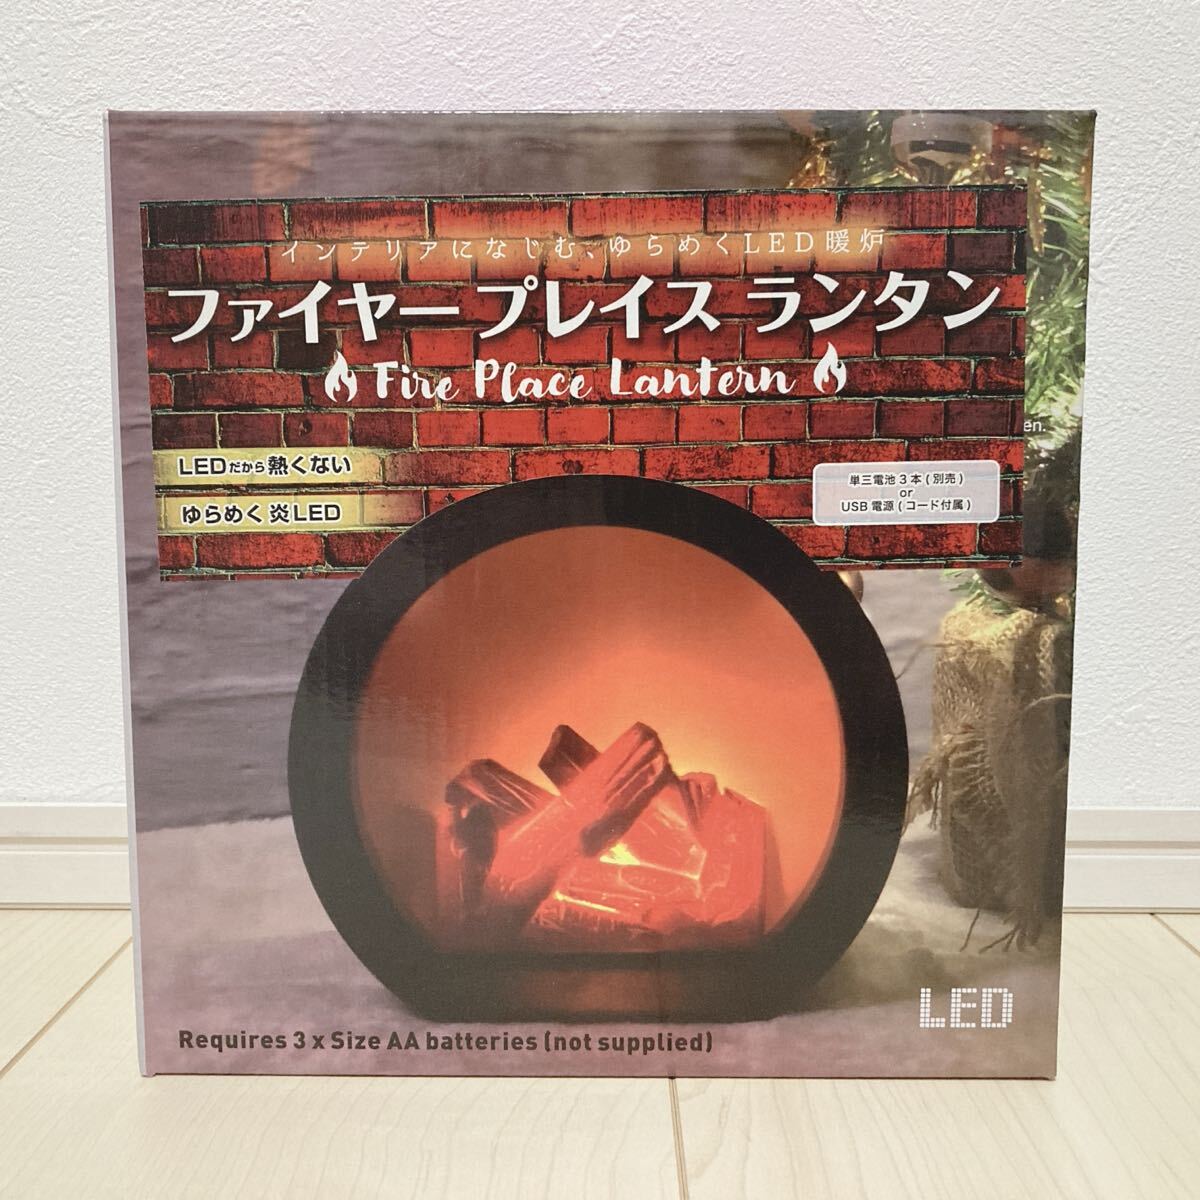 インテリアになじむ、ゆらめくLED暖炉
ファイヤープレイス ランタン
Fire Place Lantern
en.
LEDだから熱くない
ゆらめく 炎LED
単三電池3本(別売)
or
USB電源(コード付属)
LED
Requires 3 x Size AA batteries (not supplied)